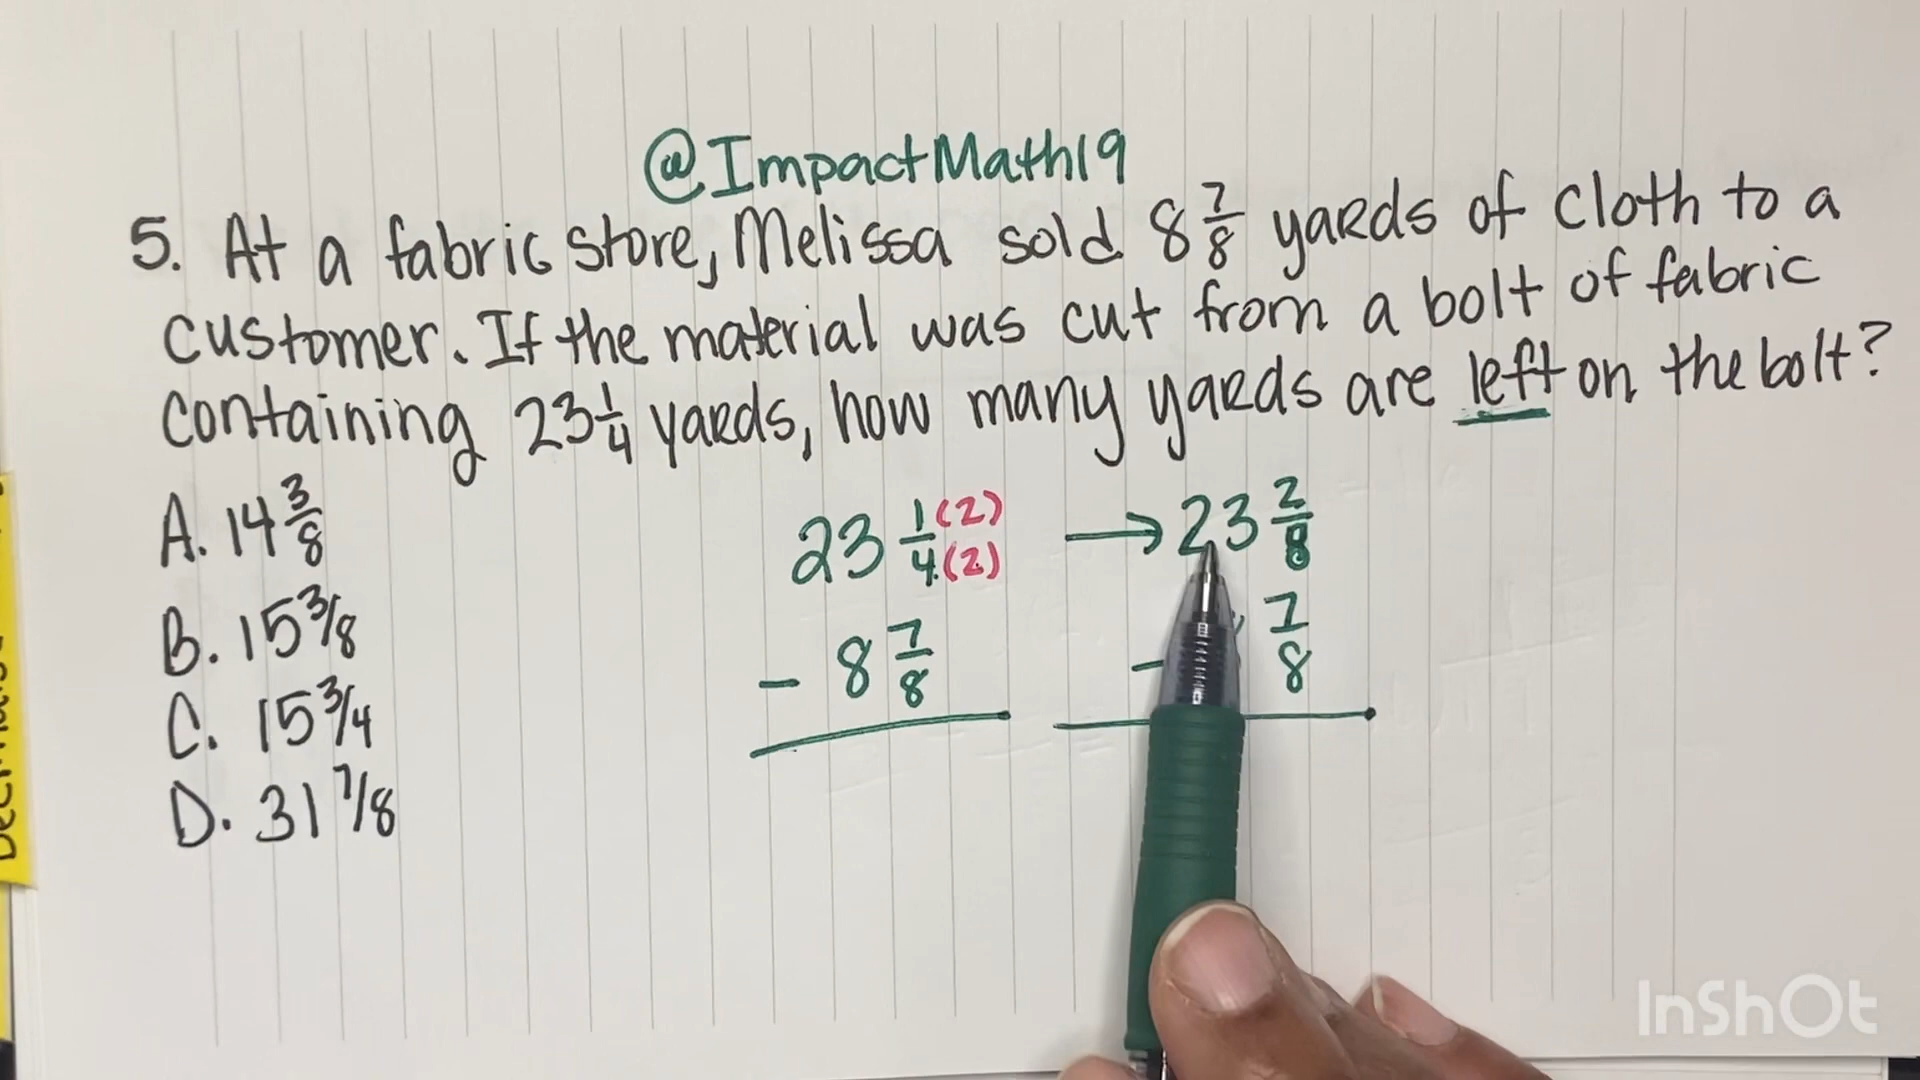 @ImpactMath19
5. At a fabric store, Melissa sold 8 7/8 yards of cloth to a
customer. If the material was cut from a bolt of fabric
containing 23 1/4 yards, how many yards are left on the bolt?
A. 14 3/8
B. 15 3/8
C. 15 3/4
D. 31 7/8
23 1(2)/4(2)
- 8 7/8
→ 23 2/8
- 7/8
InShOt